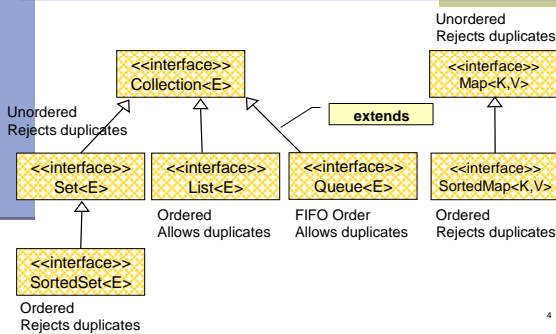 Unordered
Rejects duplicates
<<interface>>
Map<K,V>
<<interface>>
Collection<E>
extends
Unordered
Rejects duplicates
<<interface>>
Set<E>
<<interface>>
List<E>
<<interface>>
Queue<E>
<<interface>>
SortedMap<K,V>
Ordered
Allows duplicates
FIFO Order
Allows duplicates
Ordered
Rejects duplicates
<<interface>>
SortedSet<E>
Ordered
Rejects duplicates
4